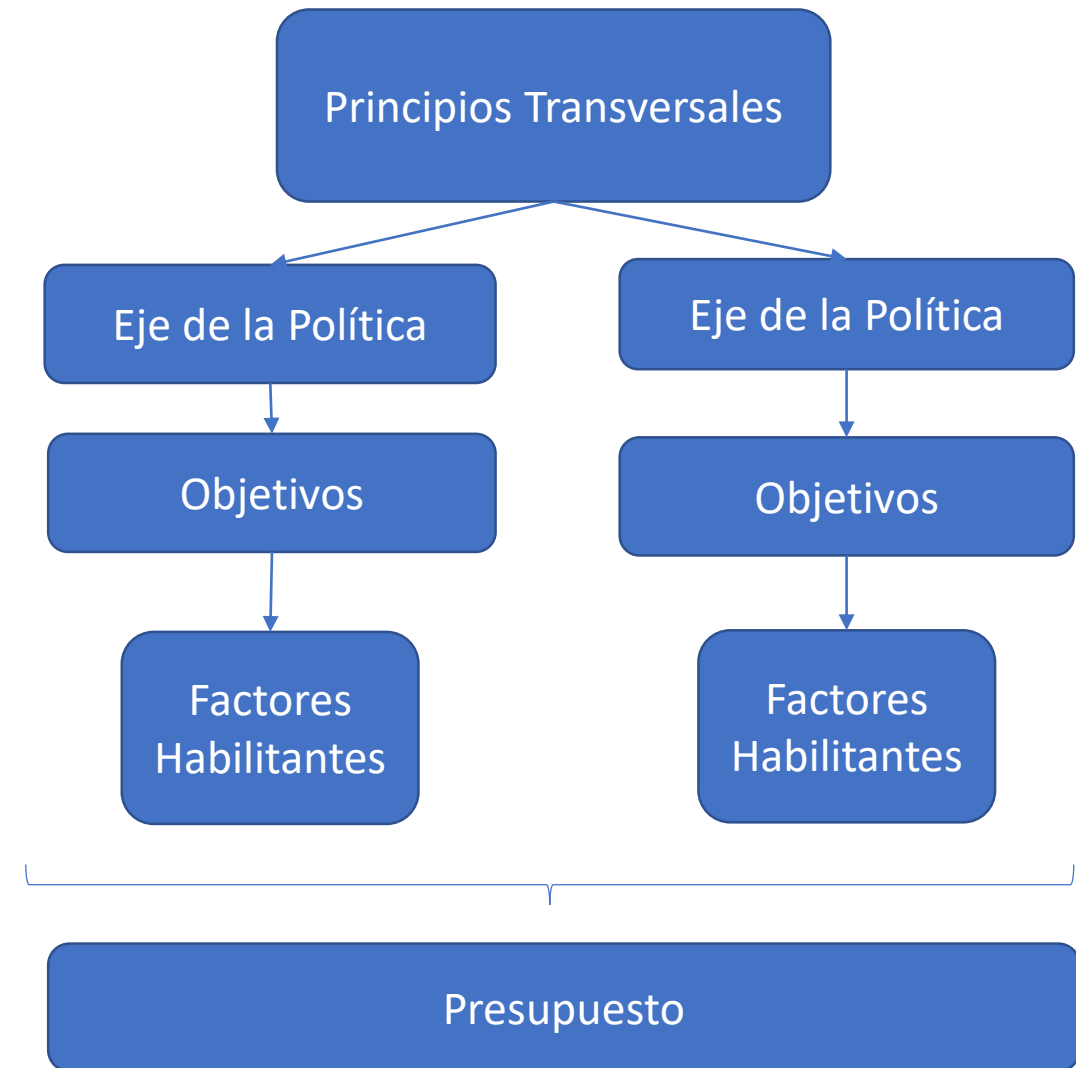 Principios Transversales
Eje de la Política
Eje de la Política
Objetivos
Objetivos
Factores
Habilitantes
Factores
Habilitantes
Presupuesto